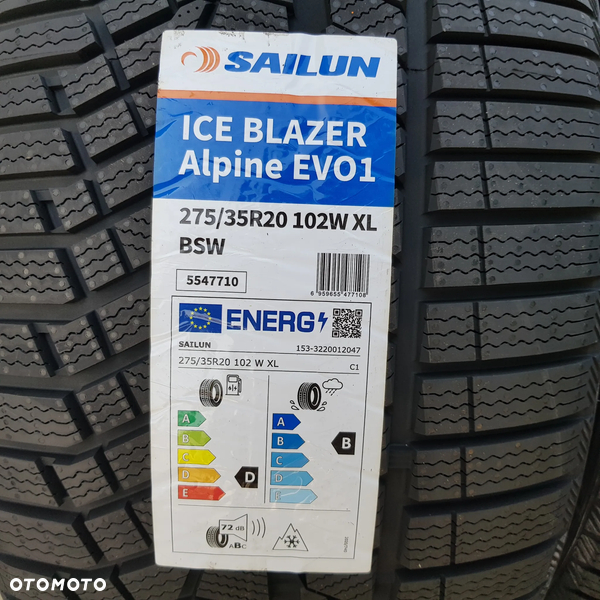 SAILUN
ICE BLAZER
Alpine EVO1
275/35R20 102W XL
BSW
5547710
6 959655 477108
ENERG
SAILUN
153-3220012047
275/35R20 102 W XL
C1
A
B
C
D
E
D
A
B
C
D
E
B
72 dB
ABC
OTOMOTO